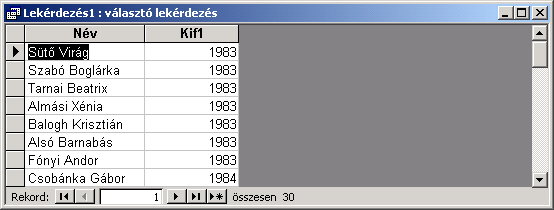 Lekérdezés1 : választó lekérdezés
Név Kif1
Sütő Virág 1983
Szabó Boglárka 1983
Tarnai Beatrix 1983
Almási Xénia 1983
Balogh Krisztián 1983
Alsó Barnabás 1983
Fónyi Andor 1983
Csobánka Gábor 1984
Rekord: 1 összesen 30